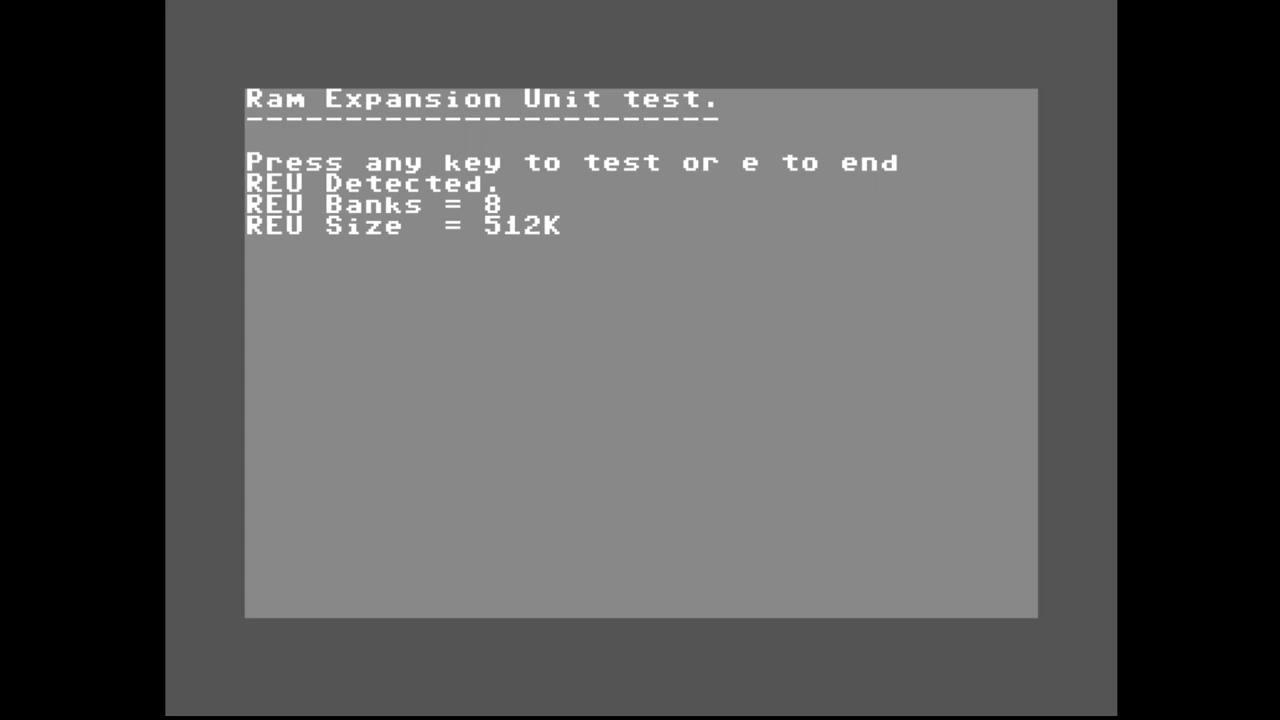 Ram Expansion Unit test.
------------------------
Press any key to test or e to end
REU Detected.
REU Banks = 8
REU Size  = 512K